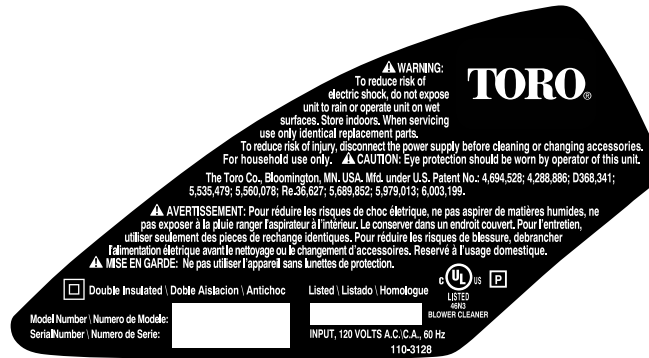 ⚠ WARNING:
To reduce risk of
electric shock, do not expose
unit to rain or operate unit on wet
surfaces. Store indoors. When servicing
use only identical replacement parts.
To reduce risk of injury, disconnect the power supply before cleaning or changing accessories.
For household use only. ⚠ CAUTION: Eye protection should be worn by operator of this unit.
TORO®
The Toro Co., Bloomington, MN. USA. Mfd. under U.S. Patent No.: 4,694,528; 4,288,886; D368,341;
5,535,479; 5,560,078; Re.36,627; 5,689,852; 5,979,013; 6,003,199.
⚠ AVERTISSEMENT: Pour réduire les risques de choc életrique, ne pas aspirer de matières humides, ne
pas exposer à la pluie ranger l'aspirateur à l'intérieur. Le conserver dans un endroit couvert. Pour l'entretien,
utiliser seulement des pieces de rechange identiques. Pour réduire les risques de blessure, debrancher
l'alimentation életrique avant le nettoyage ou le changement d'accessoires. Reservé à l'usage domestique.
⚠ MISE EN GARDE: Ne pas utiliser l'appareil sans lunettes de protection.
Double Insulated \ Doble Aislacion \ Antichoc
Listed \ Listado \ Homologue
C UL US P
LISTED
46N3
BLOWER CLEANER
Model Number \ Numero de Modele:
Serial Number \ Numero de Serie:
INPUT, 120 VOLTS A.C.\C.A., 60 Hz
110-3128